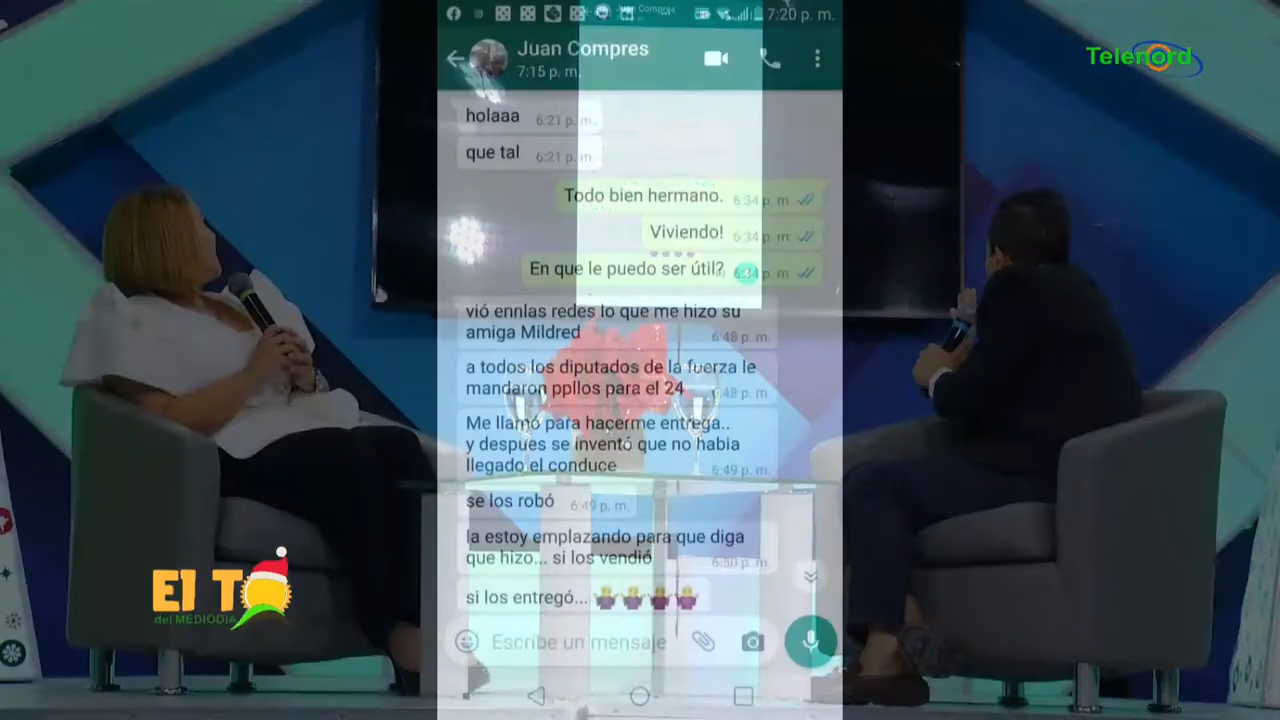 7:20 p. m.
Juan Compres
7:15 p. m.
Telenord
holaaa 6:21 p. m.
que tal 6:21 p. m.
Todo bien hermano. 6:34 p. m
Viviendo! 6:34 p. m
En que le puedo ser útil?
vió ennlas redes lo que me hizo su
amiga Mildred 6:48 p. m.
a todos los diputados de la fuerza le
mandaron ppllos para el 24 6:48 p. m.
Me llamó para hacerme entrega..
y despues se inventó que no habia
llegado el conduce 6:49 p. m.
se los robó 6:49 p. m.
la estoy emplazando para que diga
que hizo... si los vendió 6:50 p. m.
si los entregó...
Escribe un mensaje
El T
del MEDIODIA